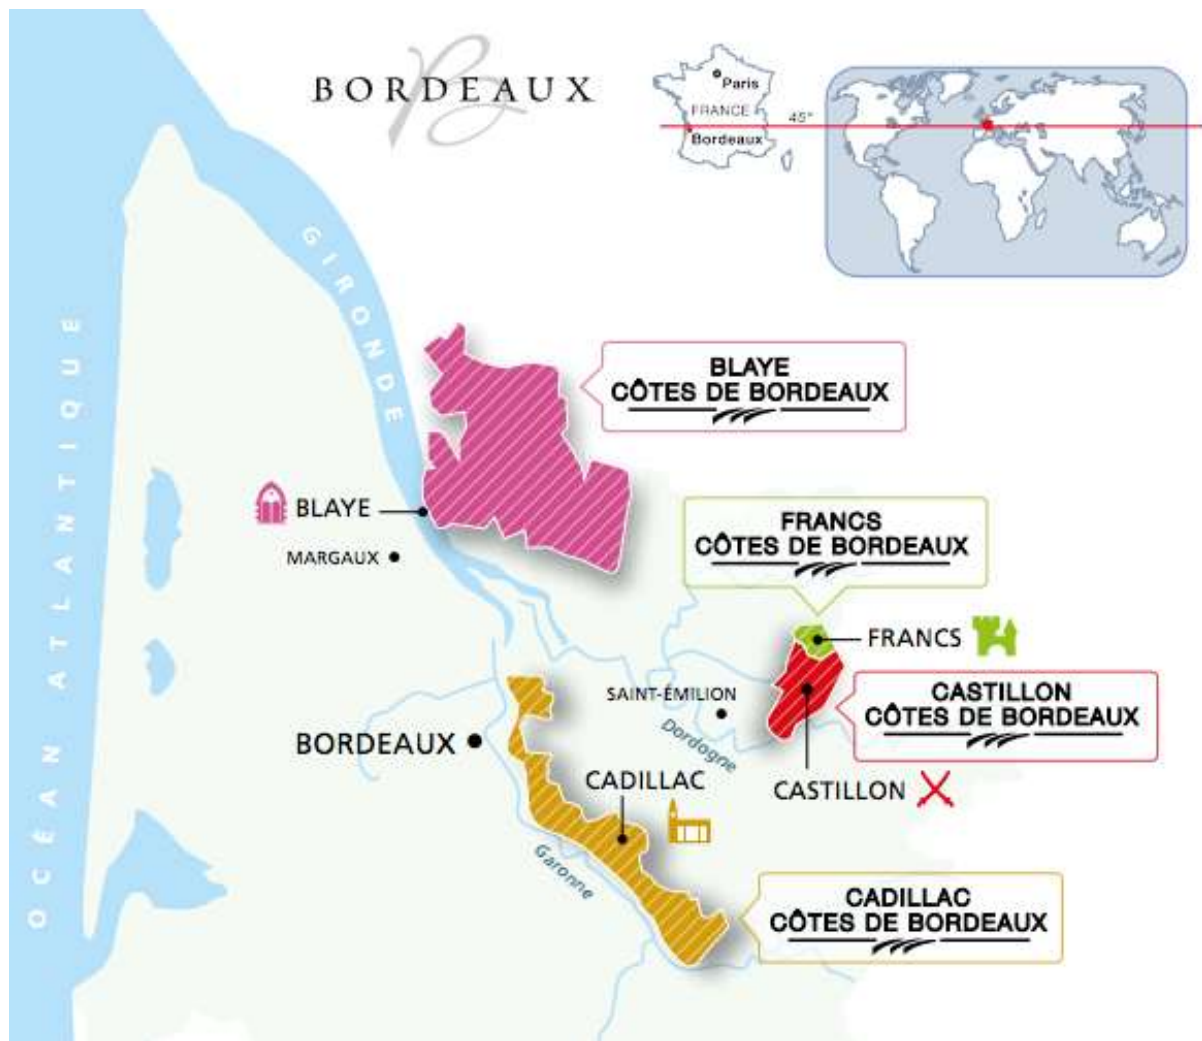 BORDEAUX
Paris
FRANCE
45°
Bordeaux
GIRONDE
OCÉAN ATLANTIQUE
BLAYE
CÔTES DE BORDEAUX
BLAYE
MARGAUX
FRANCS
CÔTES DE BORDEAUX
FRANCS
SAINT-ÉMILION
CASTILLON
CÔTES DE BORDEAUX
Dordogne
BORDEAUX
CADILLAC
CASTILLON
Garonne
CADILLAC
CÔTES DE BORDEAUX